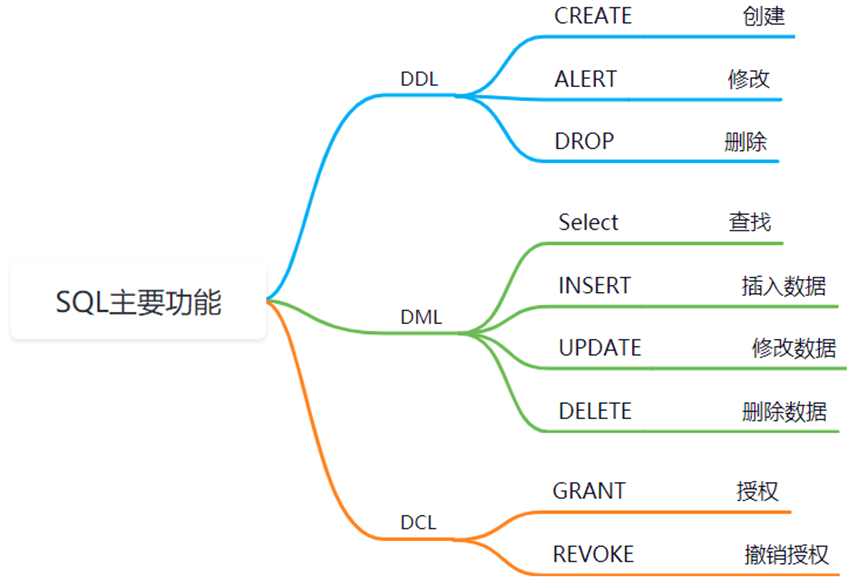 SQL主要功能
DDL
CREATE 创建
ALERT 修改
DROP 删除
DML
Select 查找
INSERT 插入数据
UPDATE 修改数据
DELETE 删除数据
DCL
GRANT 授权
REVOKE 撤销授权